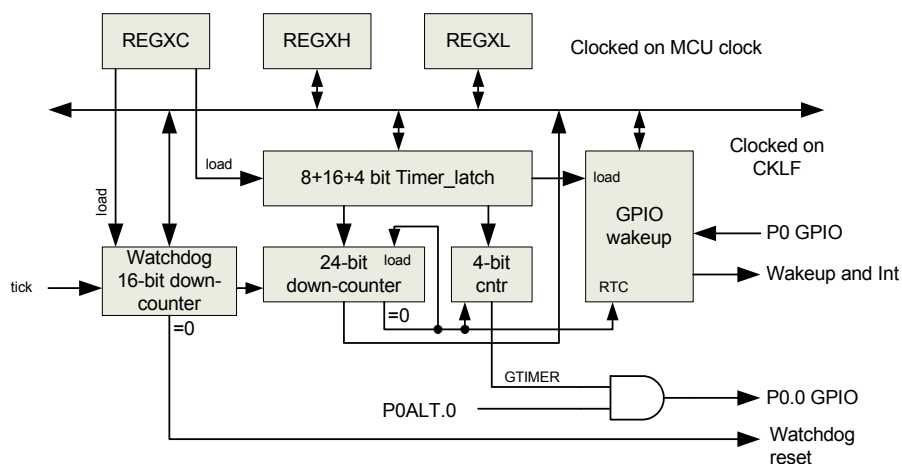 REGXC
REGXH
REGXL
Clocked on MCU clock
Clocked on
CKLF
load
load
8+16+4 bit Timer_latch
load
GPIO
wakeup
P0 GPIO
Wakeup and Int
RTC
tick
Watchdog
16-bit down-
counter
=0
24-bit
down-counter
load
=0
4-bit
cntr
GTIMER
P0ALT.0
P0.0 GPIO
Watchdog
reset